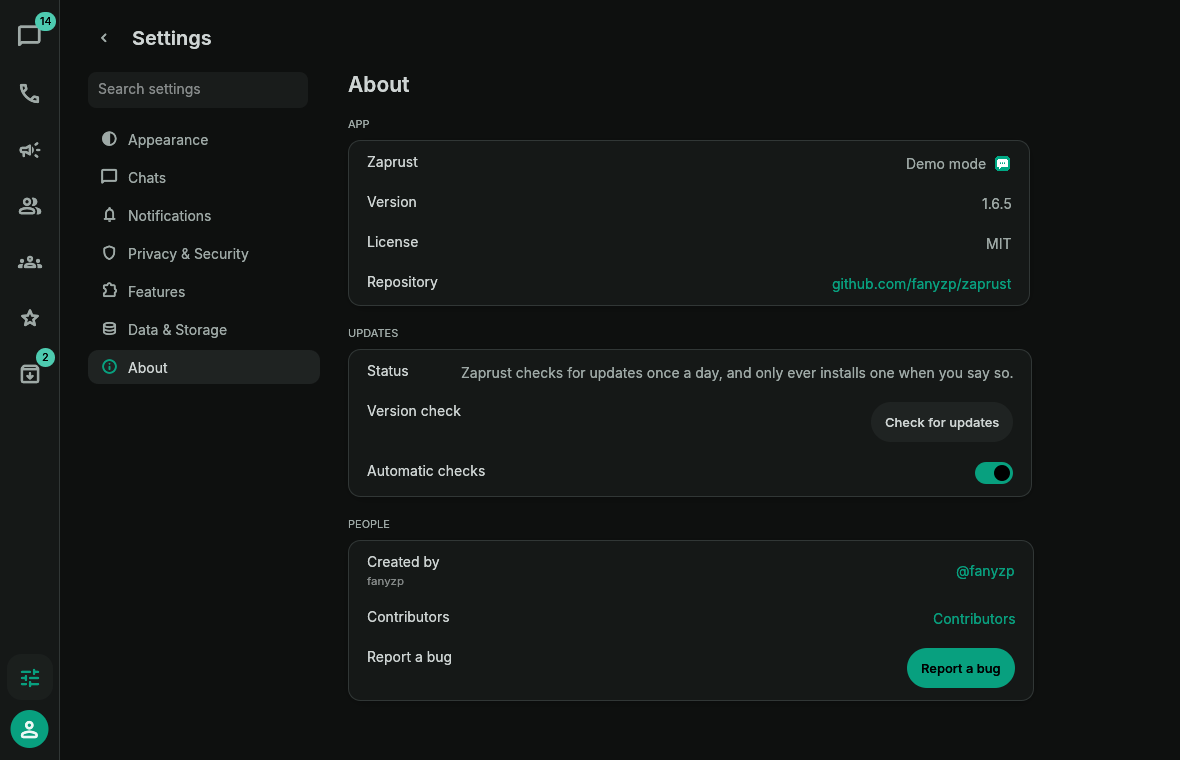 14
Settings
Search settings
Appearance
Chats
Notifications
Privacy & Security
Features
Data & Storage
About
2
About
APP
Zaprust Demo mode
Version 1.6.5
License MIT
Repository github.com/fanyzp/zaprust
UPDATES
Status Zaprust checks for updates once a day, and only ever installs one when you say so.
Version check Check for updates
Automatic checks
PEOPLE
Created by @fanyzp
fanyzp
Contributors Contributors
Report a bug Report a bug